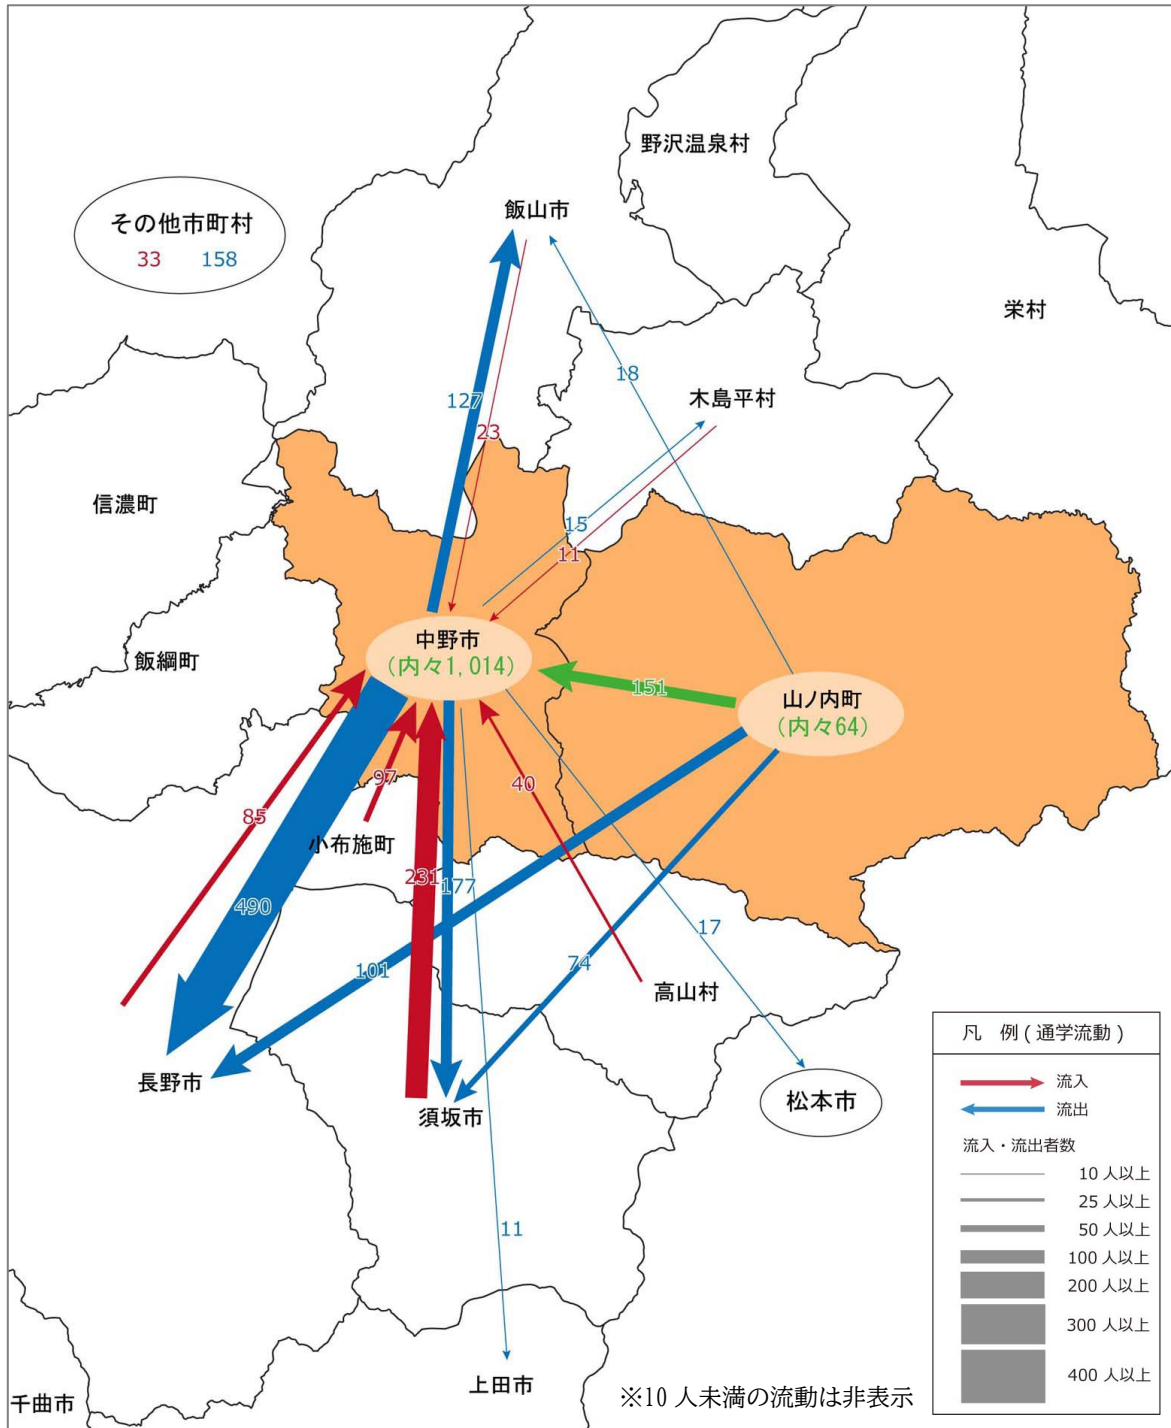 野沢温泉村
その他市町村
33 158
飯山市
栄村
18
木島平村
127
23
信濃町
15
11
中野市
(内々1,014)
飯綱町
151
山ノ内町
(内々64)
97
40
85
小布施町
231
177
490
17
101
74
高山村
長野市
須坂市
松本市
11
上田市
千曲市
※10 人未満の流動は非表示
凡 例 ( 通学流動 )
流入
流出
流入・流出者数
10 人以上
25 人以上
50 人以上
100 人以上
200 人以上
300 人以上
400 人以上